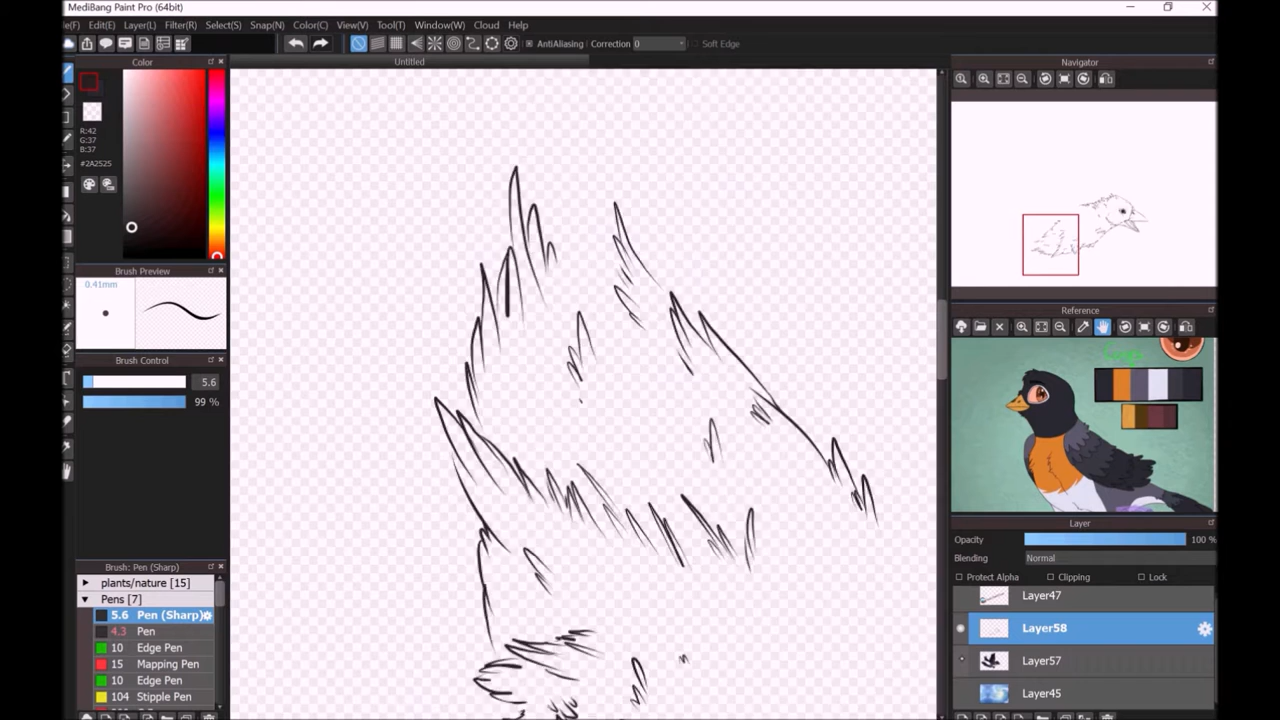 MediBang Paint Pro (64bit)
Edit(E) Layer(L) Filter(R) Select(S) Snap(N) Color(C) View(V) Tool(T) Window(W) Cloud Help
AntiAliasing Correction 0 Soft Edge
Color
Untitled
Navigator
R:42
G:37
B:37
#2A2525
Brush Preview
0.41mm
Reference
Brush Control
5.6
99 %
Layer
Opacity 100 %
Blending Normal
Protect Alpha Clipping Lock
Layer47
Layer58
Layer57
Layer45
Brush: Pen (Sharp)
plants/nature [15]
Pens [7]
5.6 Pen (Sharp)
4.3 Pen
10 Edge Pen
15 Mapping Pen
10 Edge Pen
104 Stipple Pen